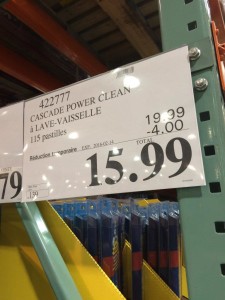 422777
CASCADE POWER CLEAN
à LAVE-VAISSELLE
115 pastilles
19.99
-4.00
TOTAL
15.99
79